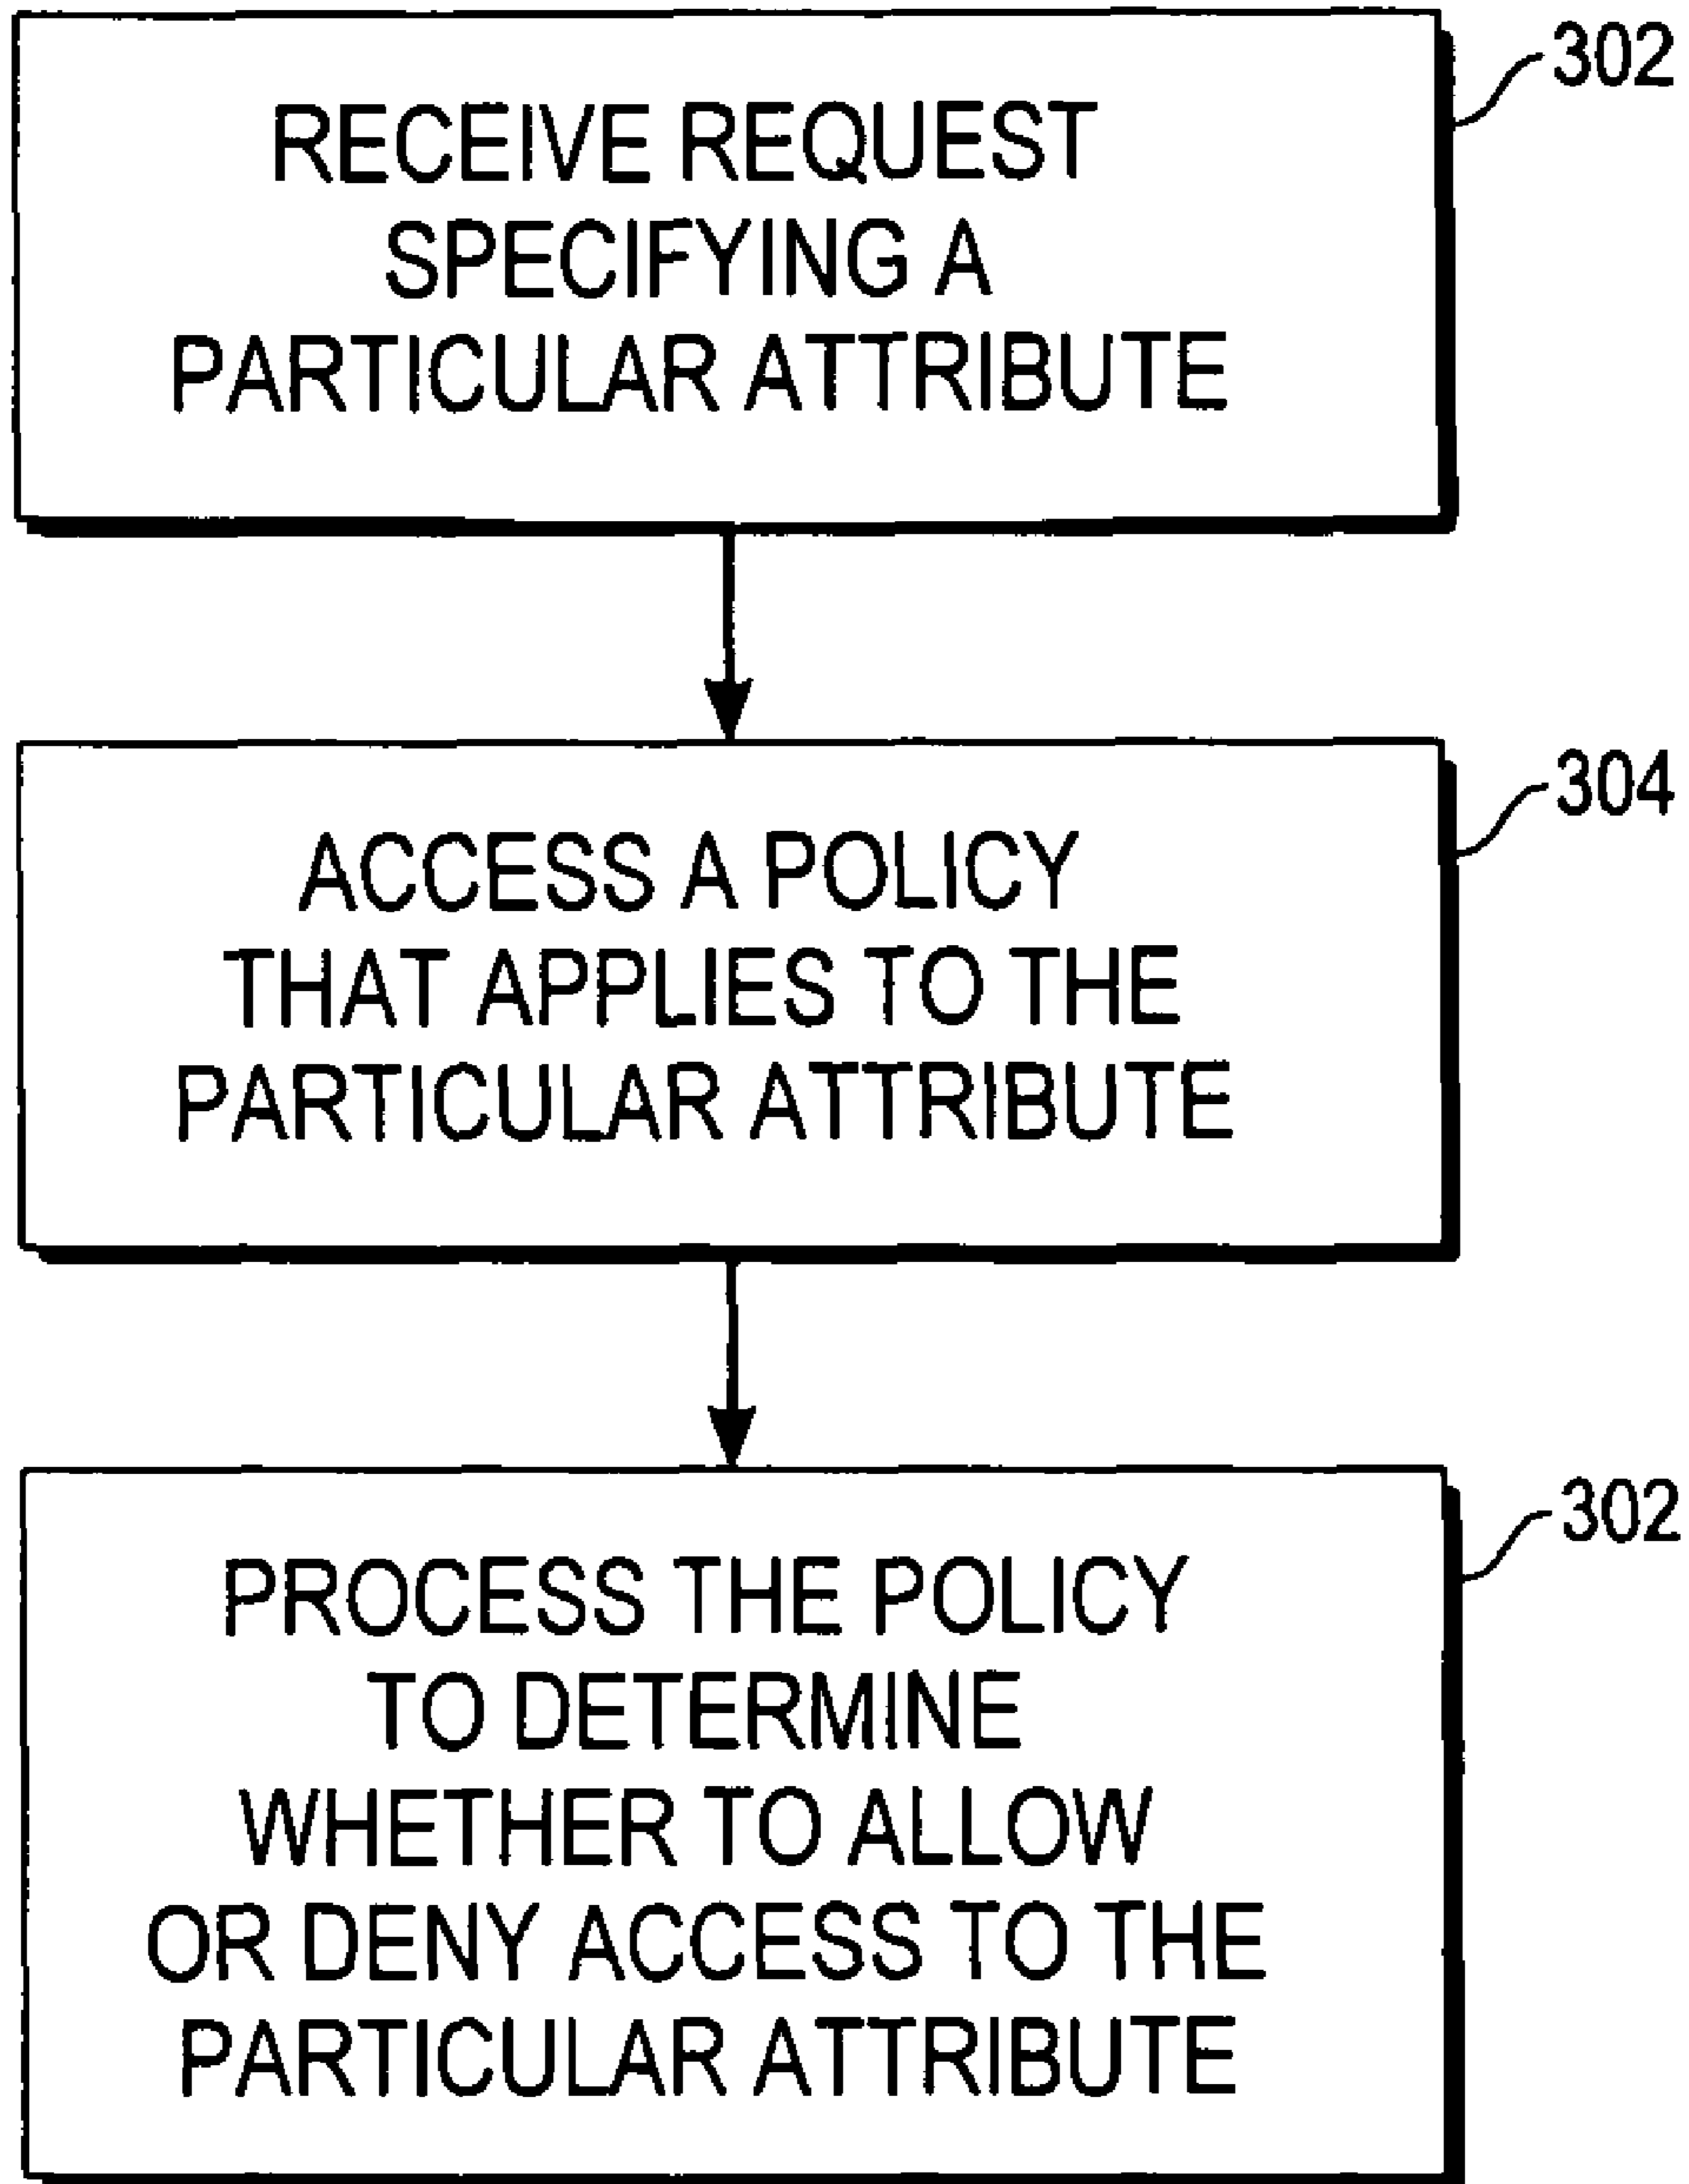 302
RECEIVE REQUEST
SPECIFYING A
PARTICULAR ATTRIBUTE
304
ACCESS A POLICY
THAT APPLIES TO THE
PARTICULAR ATTRIBUTE
302
PROCESS THE POLICY
TO DETERMINE
WHETHER TO ALLOW
OR DENY ACCESS TO THE
PARTICULAR ATTRIBUTE